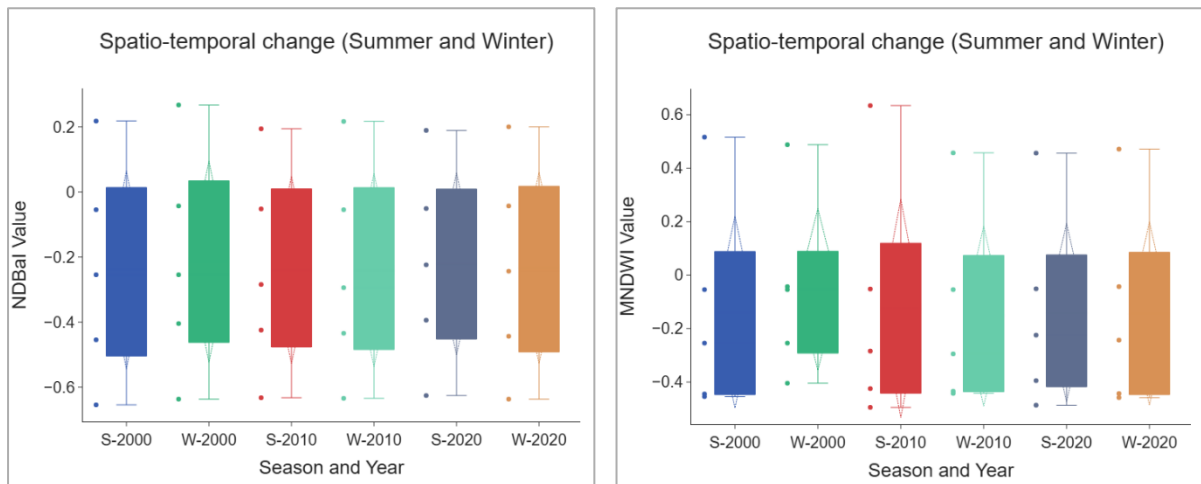 Spatio-temporal change (Summer and Winter)
NDBaI Value
0.2
0
−0.2
−0.4
−0.6
S-2000 W-2000 S-2010 W-2010 S-2020 W-2020
Season and Year
Spatio-temporal change (Summer and Winter)
MNDWI Value
0.6
0.4
0.2
0
−0.2
−0.4
S-2000 W-2000 S-2010 W-2010 S-2020 W-2020
Season and Year